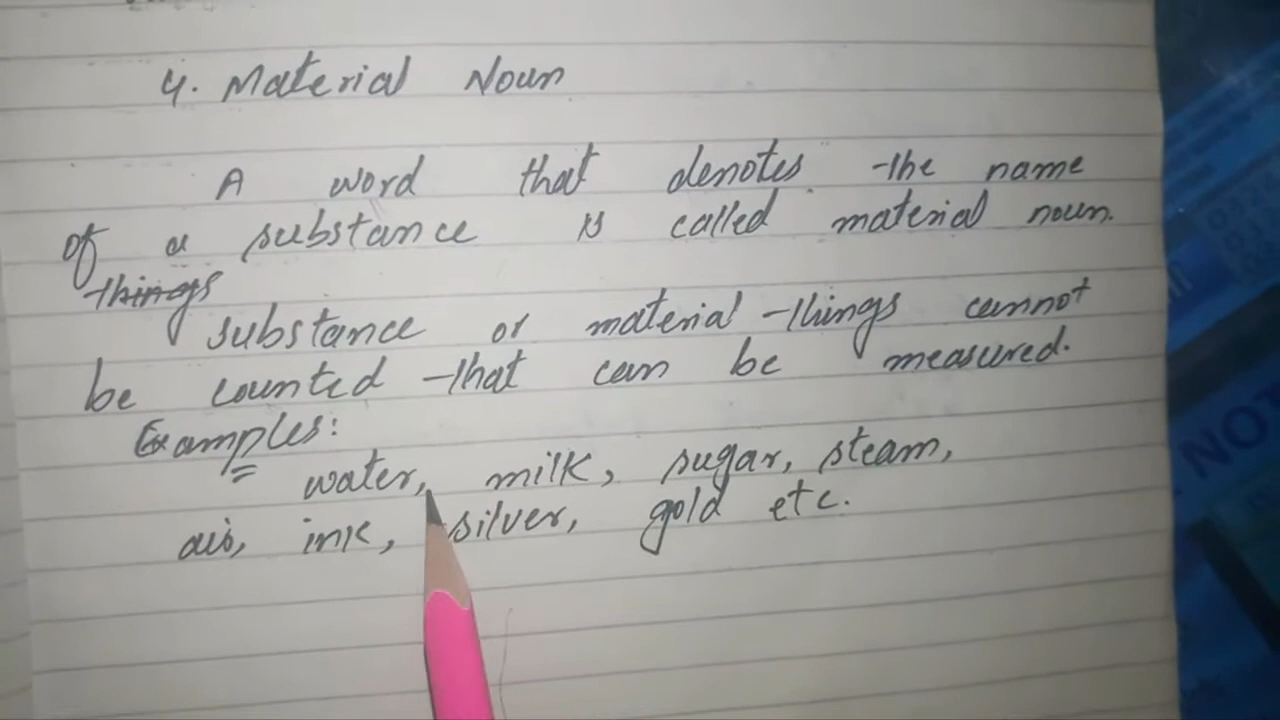 4. Material Noun
A word that denotes the name
of a substance is called material noun.
things
substance or material things cannot
be counted that can be measured.
Examples:
water, milk, sugar, steam,
air, ink, silver, gold etc.
NOT